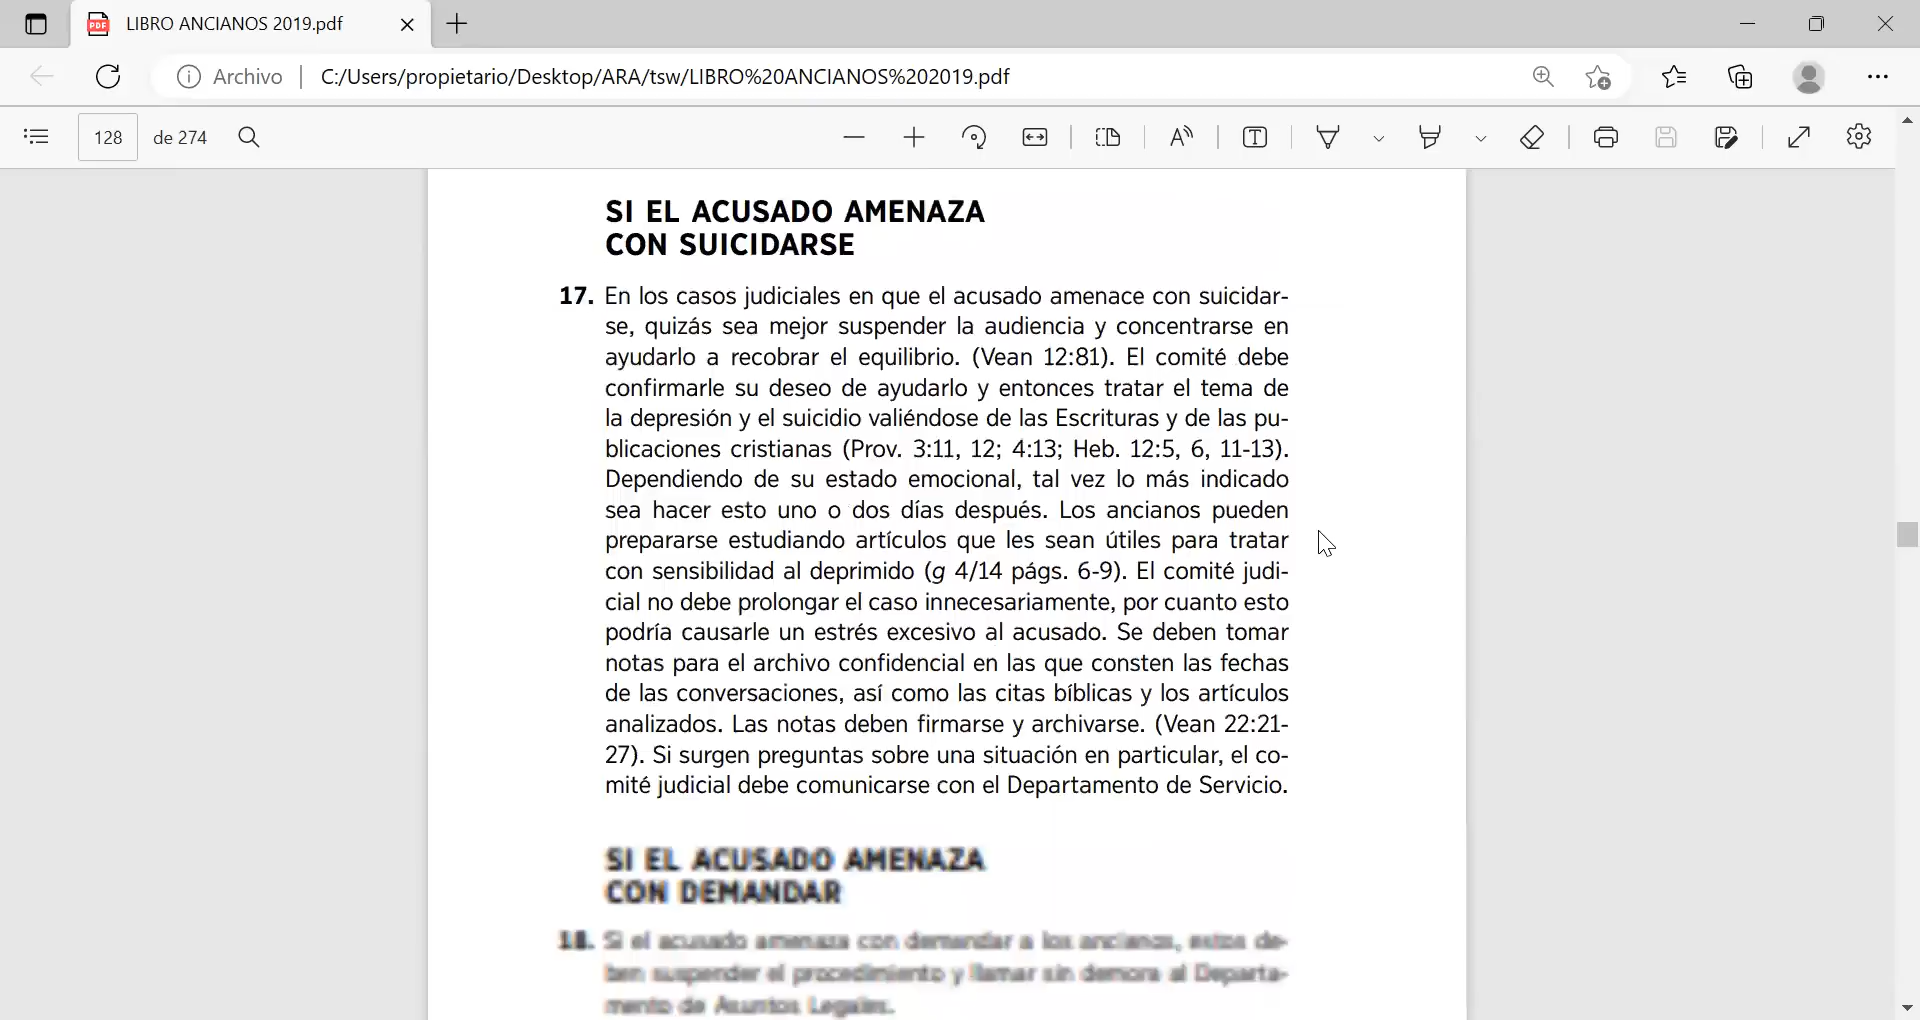 LIBRO ANCIANOS 2019.pdf
Archivo
C:/Users/propietario/Desktop/ARA/tsw/LIBRO%20ANCIANOS%202019.pdf
128 de 274
SI EL ACUSADO AMENAZA
CON SUICIDARSE
17. En los casos judiciales en que el acusado amenace con suicidar-
se, quizás sea mejor suspender la audiencia y concentrarse en
ayudarlo a recobrar el equilibrio. (Vean 12:81). El comité debe
confirmarle su deseo de ayudarlo y entonces tratar el tema de
la depresión y el suicidio valiéndose de las Escrituras y de las pu-
blicaciones cristianas (Prov. 3:11, 12; 4:13; Heb. 12:5, 6, 11-13).
Dependiendo de su estado emocional, tal vez lo más indicado
sea hacer esto uno o dos días después. Los ancianos pueden
prepararse estudiando artículos que les sean útiles para tratar
con sensibilidad al deprimido (g 4/14 págs. 6-9). El comité judi-
cial no debe prolongar el caso innecesariamente, por cuanto esto
podría causarle un estrés excesivo al acusado. Se deben tomar
notas para el archivo confidencial en las que consten las fechas
de las conversaciones, así como las citas bíblicas y los artículos
analizados. Las notas deben firmarse y archivarse. (Vean 22:21-
27). Si surgen preguntas sobre una situación en particular, el co-
mité judicial debe comunicarse con el Departamento de Servicio.
SI EL ACUSADO AMENAZA
CON DEMANDAR
18. Si el acusado amenaza con demandar a los ancianos, estos de-
ben suspender el procedimiento y llamar sin demora al Departa-
mento de Asuntos Legales.